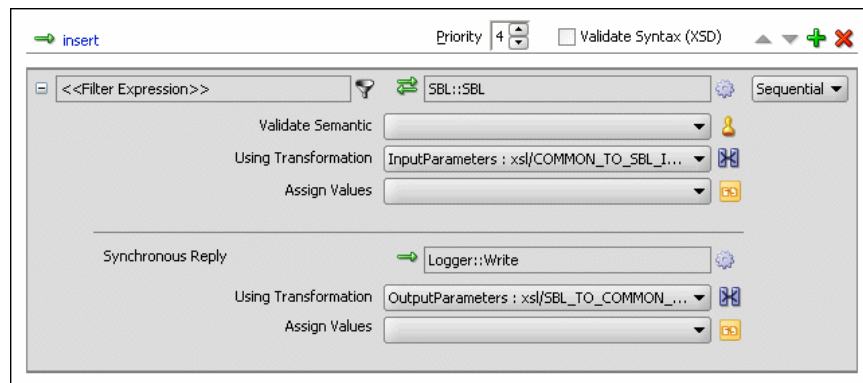 insert Priority 4 Validate Syntax (XSD)
<<Filter Expression>> SBL::SBL Sequential
Validate Semantic
Using Transformation InputParameters : xsl/COMMON_TO_SBL_I...
Assign Values
Synchronous Reply Logger::Write
Using Transformation OutputParameters : xsl/SBL_TO_COMMON_...
Assign Values